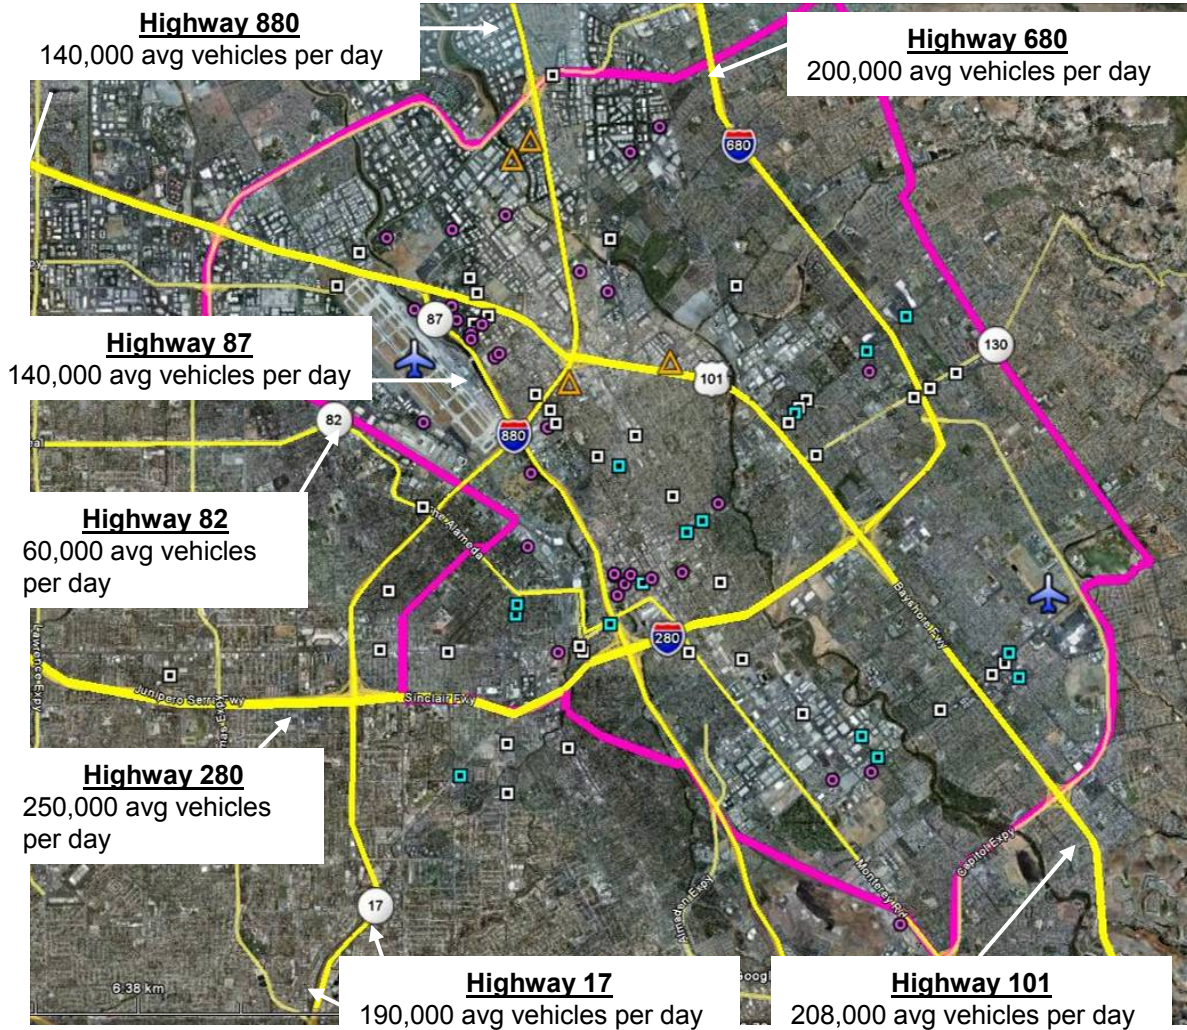 Highway 880
140,000 avg vehicles per day
Highway 680
200,000 avg vehicles per day
680
Highway 87
140,000 avg vehicles per day
87
130
101
82
880
Highway 82
60,000 avg vehicles
per day
Alameda
Bayshore Fwy
280
Lawrence Expy
Junipero Serra Fwy
Sinclair Fwy
Highway 280
250,000 avg vehicles
per day
Capitol Expy
Monterey Rd
Almaden Expy
17
6.38 km
Highway 17
190,000 avg vehicles per day
Highway 101
208,000 avg vehicles per day